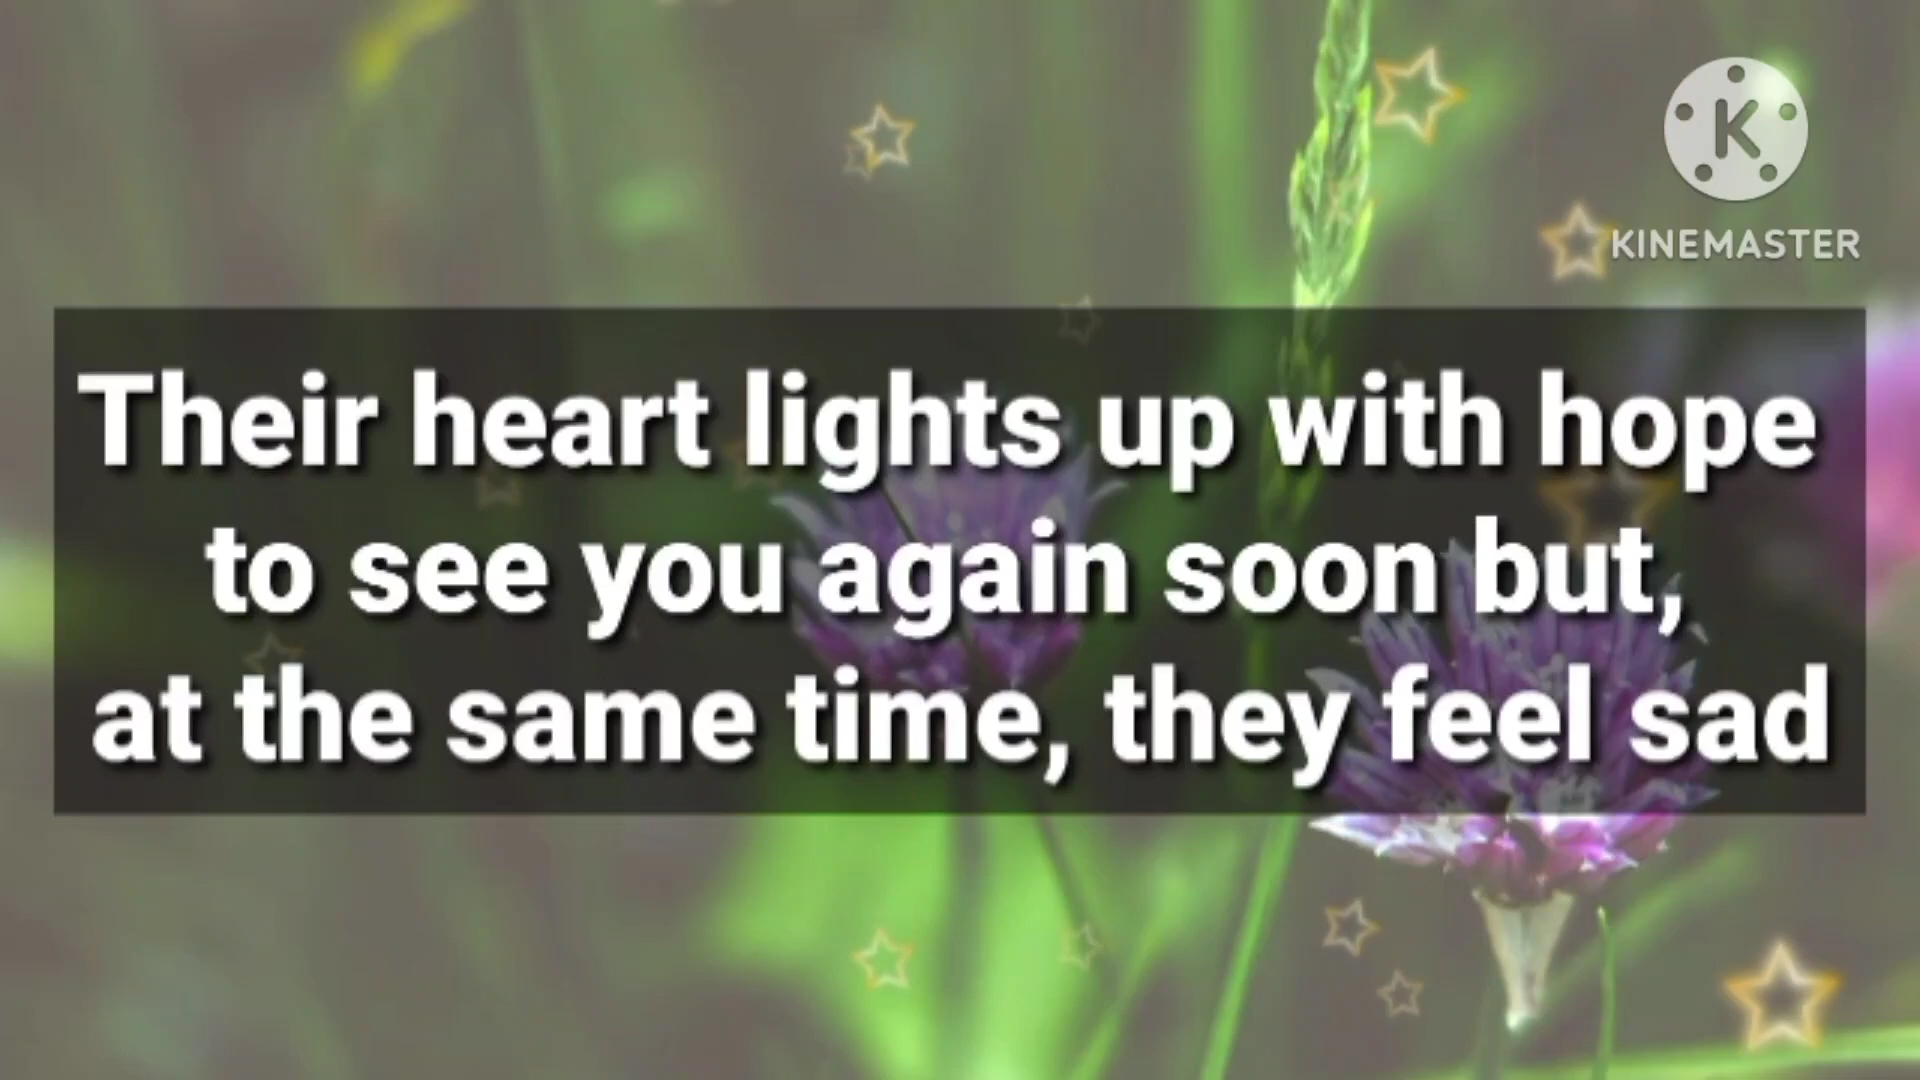 K
KINEMASTER
Their heart lights up with hope
to see you again soon but,
at the same time, they feel sad